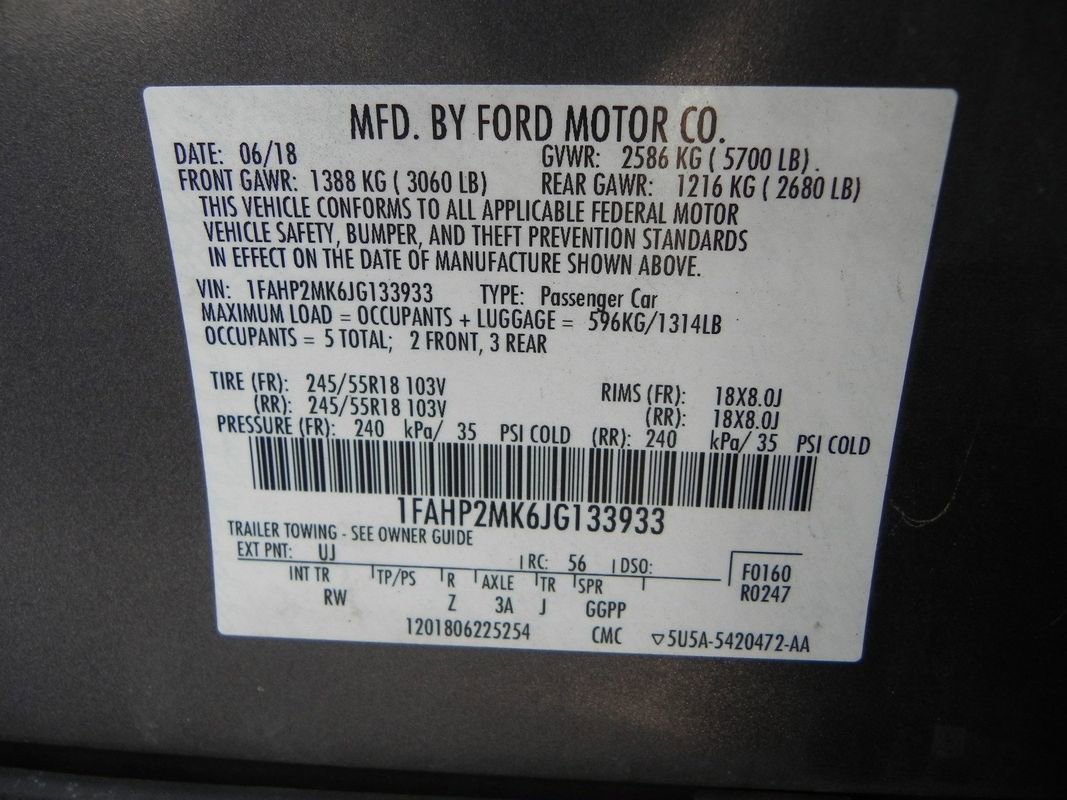 MFD. BY FORD MOTOR CO.
DATE: 06/18 GVWR: 2586 KG ( 5700 LB) .
FRONT GAWR: 1388 KG ( 3060 LB) REAR GAWR: 1216 KG ( 2680 LB)
THIS VEHICLE CONFORMS TO ALL APPLICABLE FEDERAL MOTOR
VEHICLE SAFETY, BUMPER, AND THEFT PREVENTION STANDARDS
IN EFFECT ON THE DATE OF MANUFACTURE SHOWN ABOVE.
VIN: 1FAHP2MK6JG133933 TYPE: Passenger Car
MAXIMUM LOAD = OCCUPANTS + LUGGAGE = 596KG/1314LB
OCCUPANTS = 5 TOTAL; 2 FRONT, 3 REAR
TIRE (FR): 245/55R18 103V RIMS (FR): 18X8.0J
(RR): 245/55R18 103V (RR): 18X8.0J
PRESSURE (FR): 240 kPa/ 35 PSI COLD (RR): 240 kPa/ 35 PSI COLD
1FAHP2MK6JG133933
TRAILER TOWING - SEE OWNER GUIDE
EXT PNT: UJ RC: 56 DSO: F0160
INT TR TP/PS R AXLE TR SPR R0247
RW Z 3A J GGPP
1201806225254 CMC ▽5U5A-5420472-AA